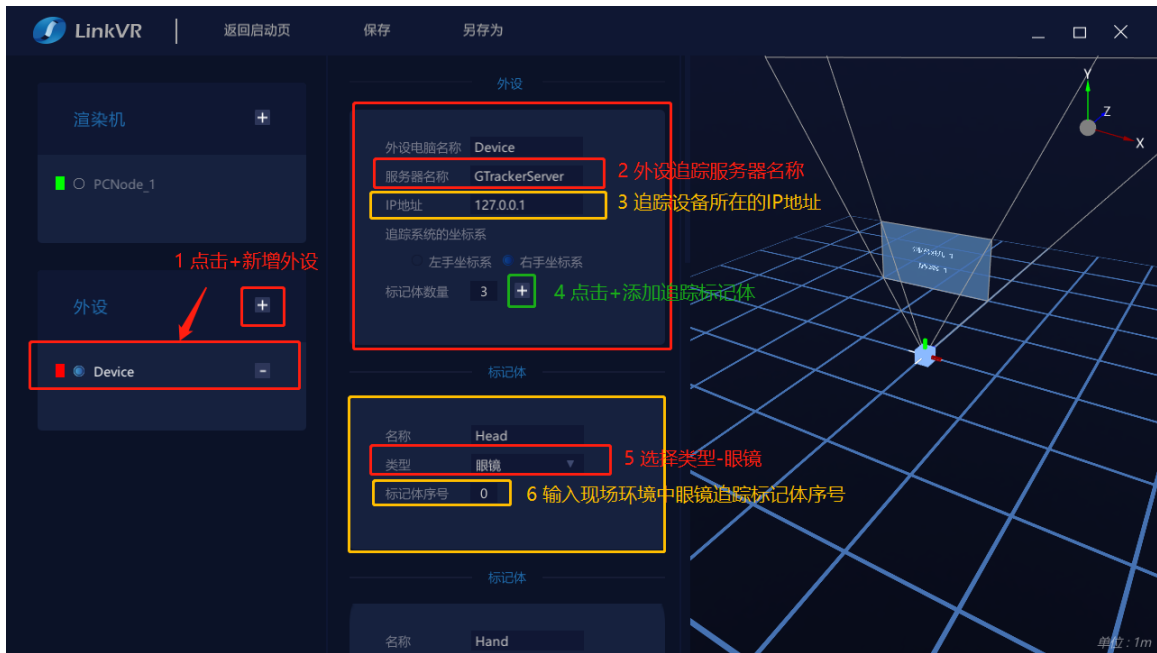 LinkVR
返回启动页
保存
另存为
渲染机
PCNode_1
1 点击+新增外设
外设
Device
外设
外设电脑名称 Device
服务器名称 GTrackerServer
2 外设追踪服务器名称
IP地址 127.0.0.1
3 追踪设备所在的IP地址
追踪系统的坐标系
左手坐标系 右手坐标系
标记体数量 3 +
4 点击+添加追踪标记体
标记体
名称 Head
类型 眼镜
5 选择类型-眼镜
标记体序号 0
6 输入现场环境中眼镜追踪标记体序号
标记体
名称 Hand
Y
Z
X
单位 : 1m